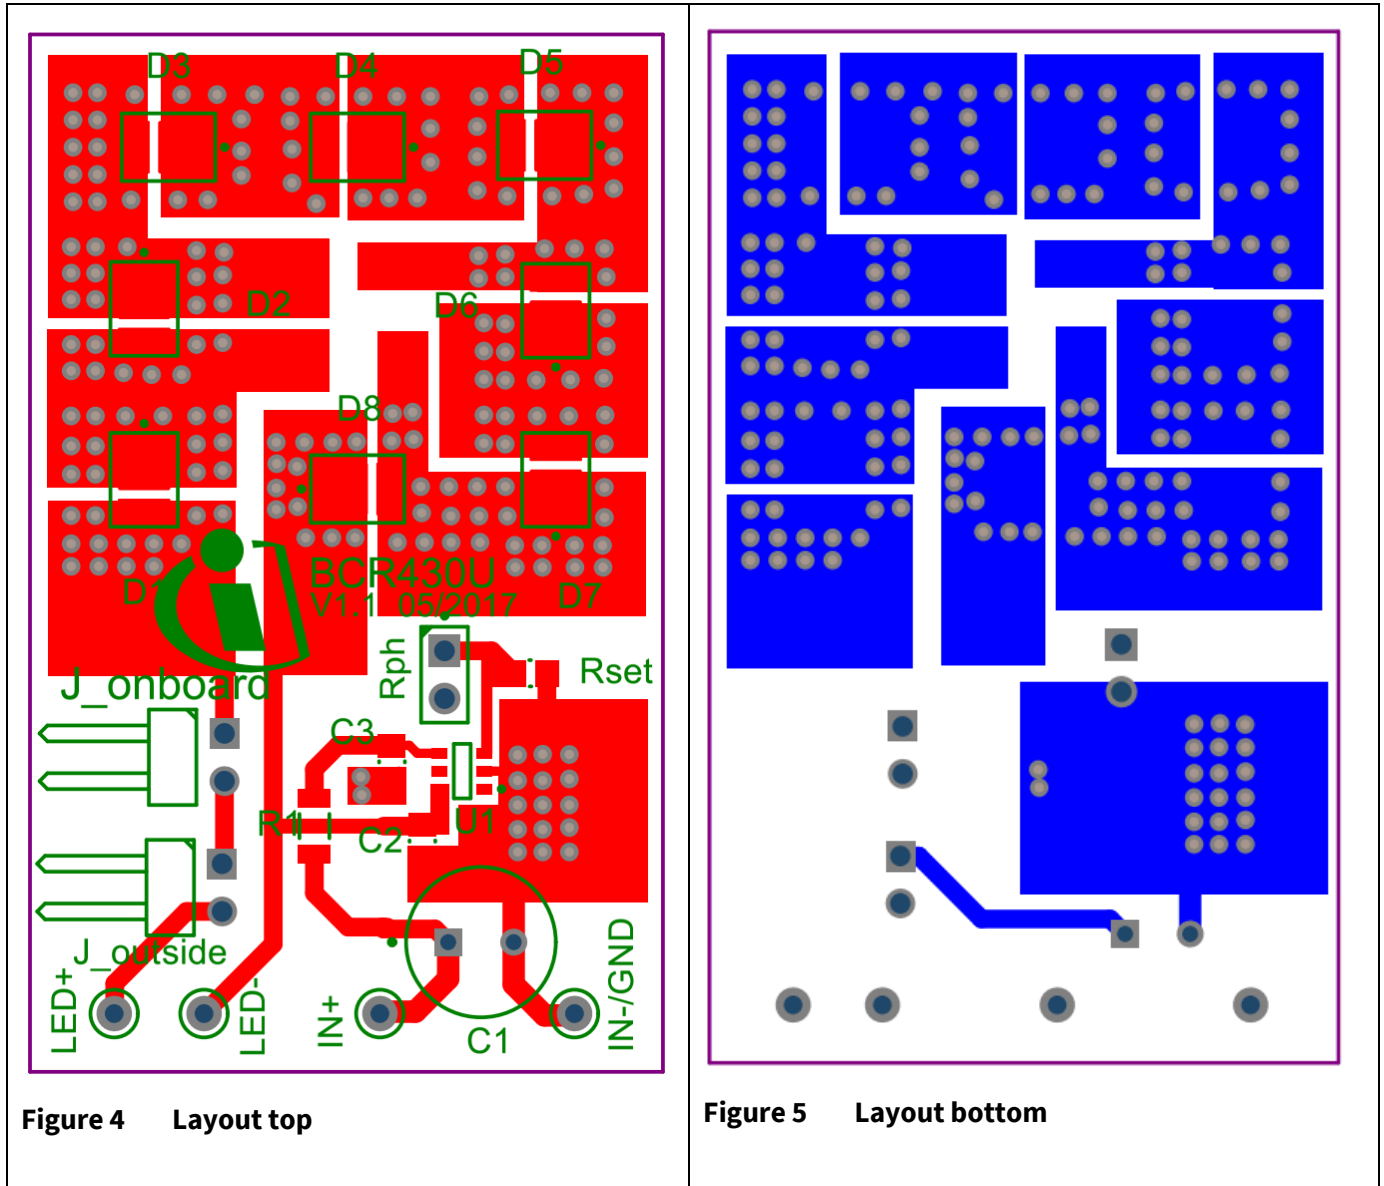 D3 D4 D5
D2 D6
D8
BCR430U
V1.1 05/2017
D1 D7
Rph
Rset
J_onboard
C3
R1 C2 U1
J_outside
LED+
LED-
IN+
C1
IN-/GND
Figure 4 Layout top
Figure 5 Layout bottom